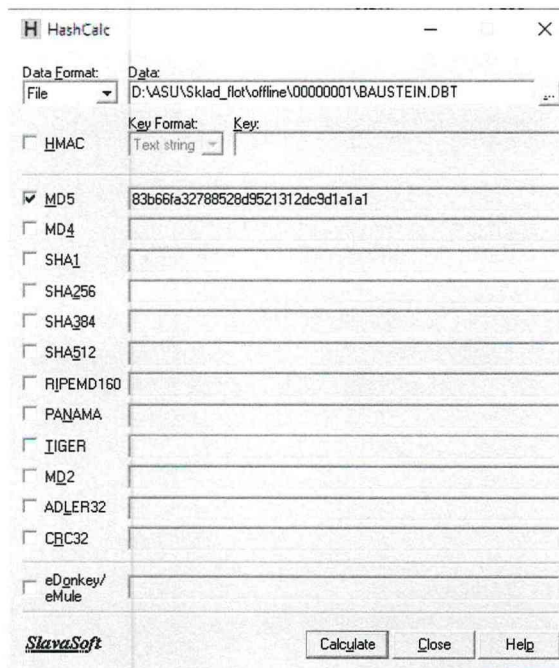 HashCalc
Data Format: Data:
File D:\ASU\Sklad_flot\offline\00000001\BAUSTEIN.DBT ...
Key Format: Key:
HMAC Text string
MD5 83b66fa32788528d9521312dc9d1a1a1
MD4
SHA1
SHA256
SHA384
SHA512
RIPEMD160
PANAMA
TIGER
MD2
ADLER32
CRC32
eDonkey/
eMule
SlavaSoft Calculate Close Help